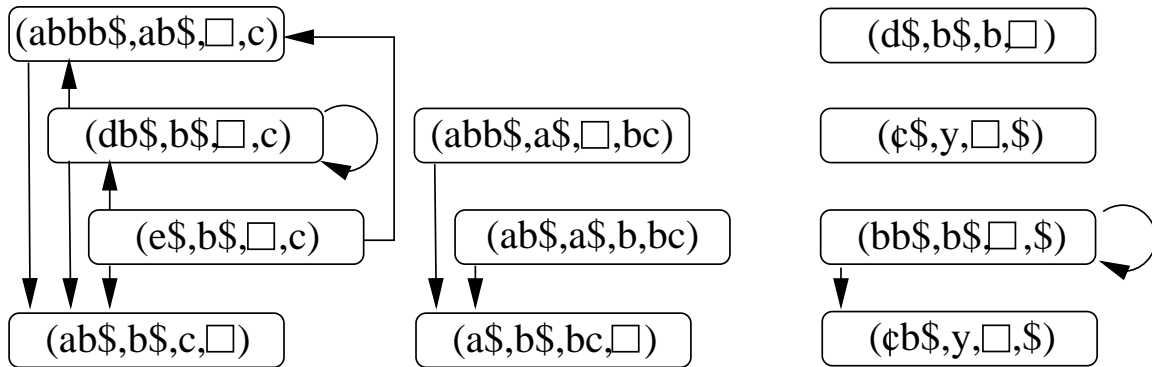 (abbb$,ab$,□,c) (d$,b$,b,□)
(db$,b$,□,c) (abb$,a$,□,bc) (¢$,y,□,$)
(e$,b$,□,c) (ab$,a$,b,bc) (bb$,b$,□,$)
(ab$,b$,c,□) (a$,b$,bc,□) (¢b$,y,□,$)